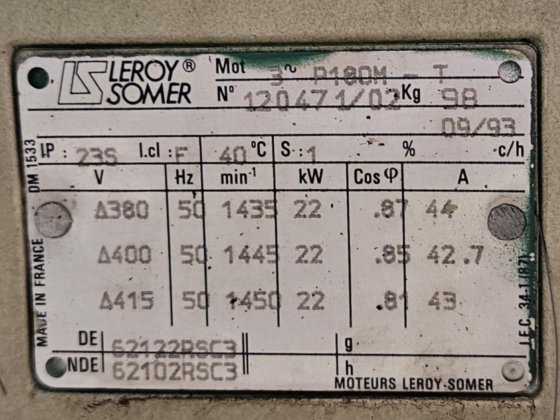 LEROY® SOMER
Mot 3~ P180M - T
N° 120471/02 Kg 98
09/93
IP : 23S I.cl : F 40 °C S : 1 % c/h
V Hz min-1 kW Cos φ A
Δ380 50 1435 22 .87 44
Δ400 50 1445 22 .85 42.7
Δ415 50 1450 22 .81 43
DE 62122RSC3 g
NDE 62102RSC3 h
MOTEURS LEROY-SOMER
DM 1533
MADE IN FRANCE
I.E.C. 34-1 (87)